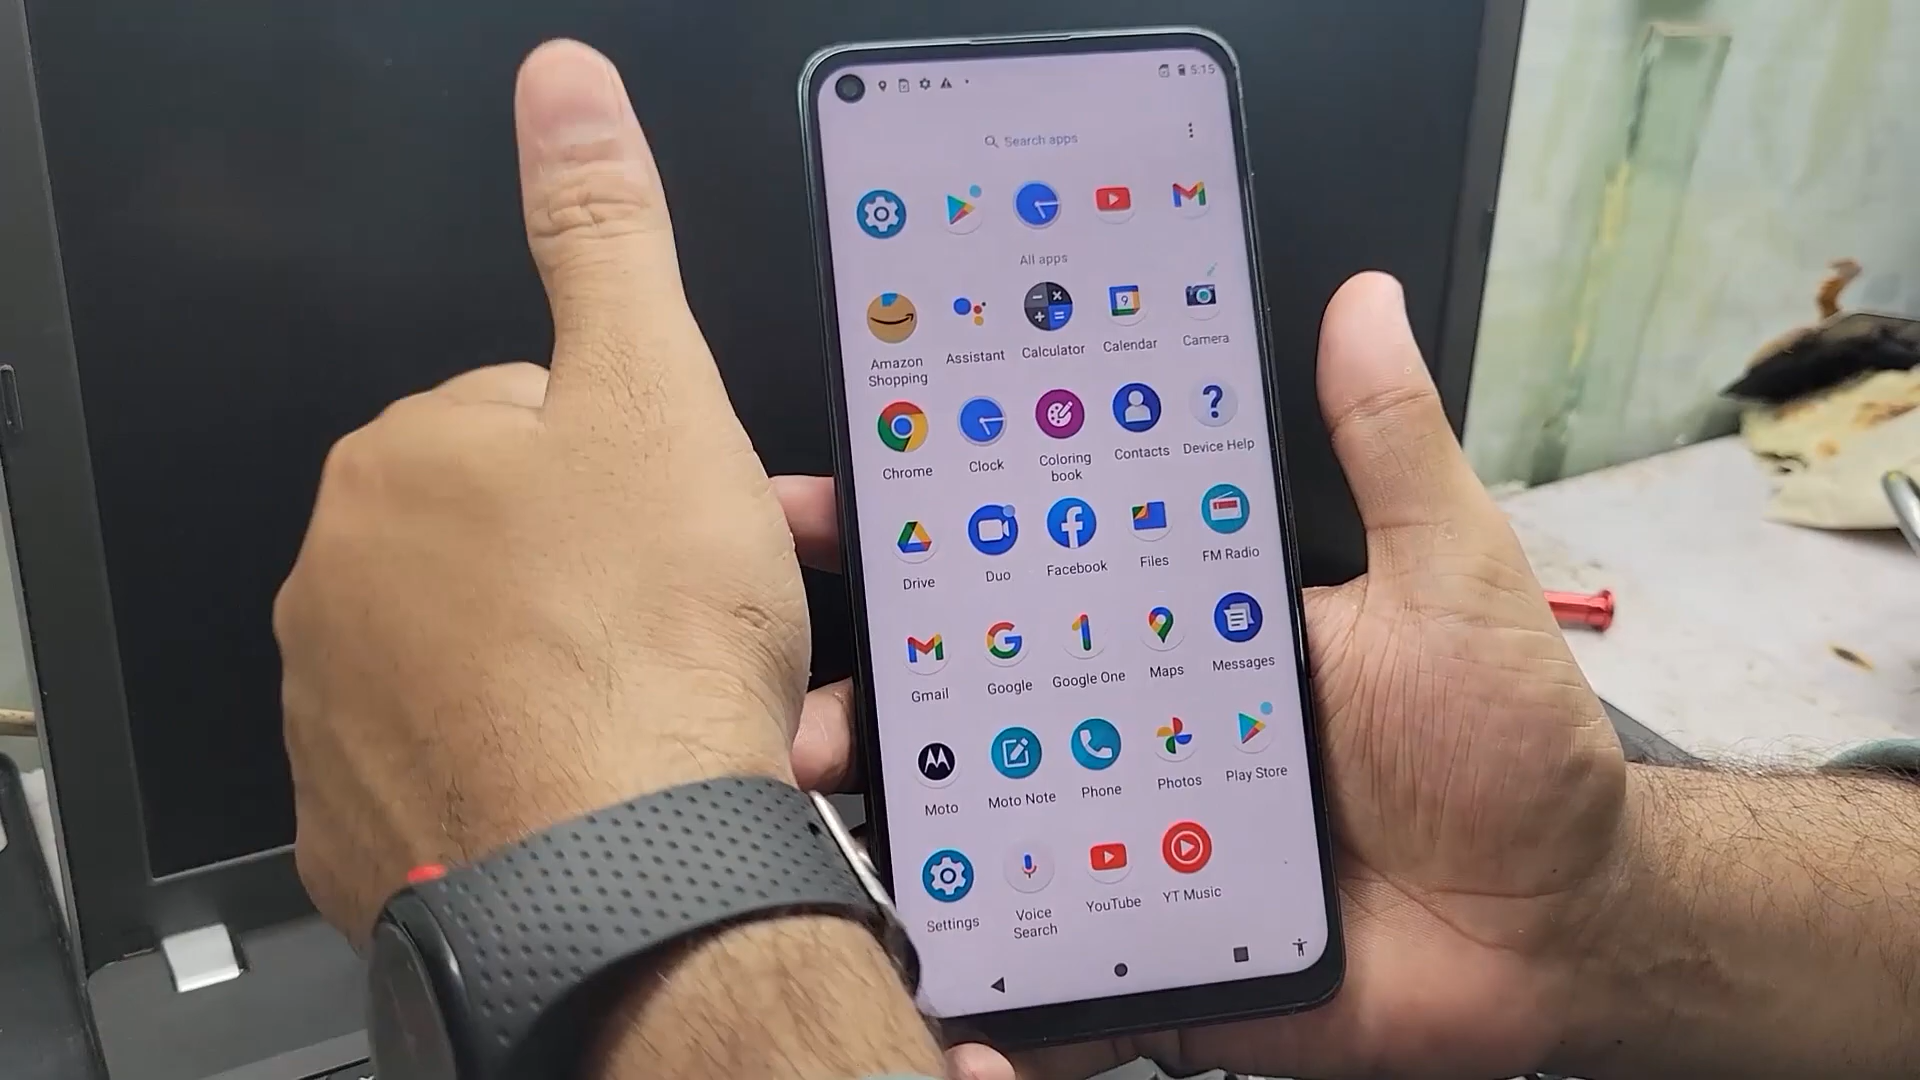 5:15
Search apps
All apps
9
Amazon
Shopping
Assistant
Calculator
Calendar
Camera
Chrome
Clock
Coloring
book
Contacts
Device Help
Drive
Duo
Facebook
Files
FM Radio
Gmail
Google
Google One
Maps
Messages
Moto
Moto Note
Phone
Photos
Play Store
Settings
Voice
Search
YouTube
YT Music